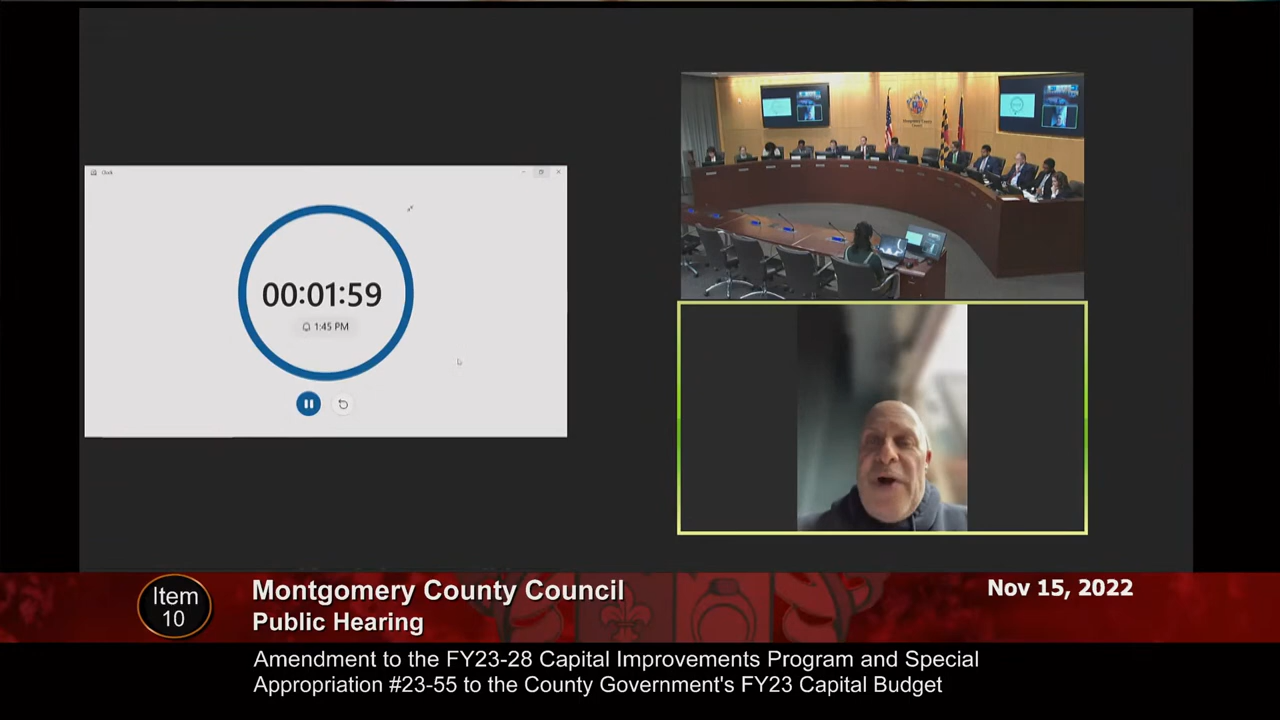 Clock
00:01:59
1:45 PM
Item
10
Montgomery County Council
Public Hearing
Nov 15, 2022
Amendment to the FY23-28 Capital Improvements Program and Special
Appropriation #23-55 to the County Government's FY23 Capital Budget